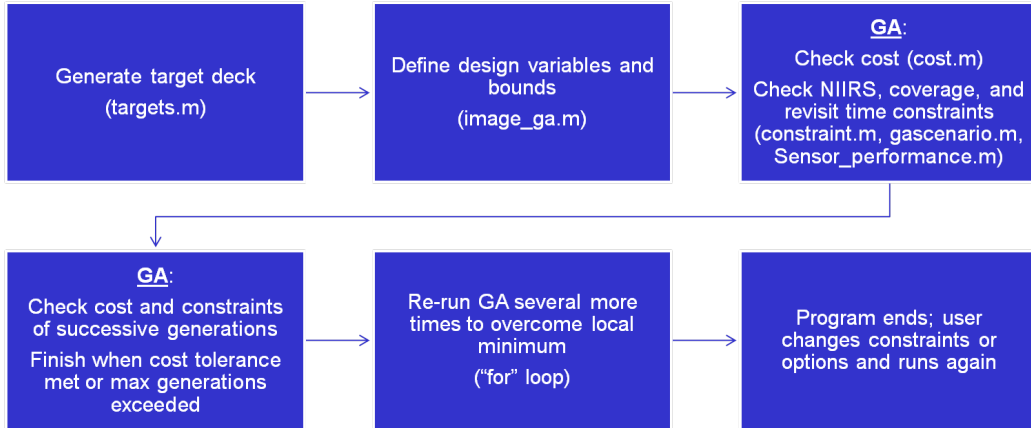 Generate target deck
(targets.m)
Define design variables and
bounds
(image_ga.m)
GA:
Check cost (cost.m)
Check NIIRS, coverage, and
revisit time constraints
(constraint.m, gascenario.m,
Sensor_performance.m)
GA:
Check cost and constraints
of successive generations
Finish when cost tolerance
met or max generations
exceeded
Re-run GA several more
times to overcome local
minimum
(“for” loop)
Program ends; user
changes constraints or
options and runs again